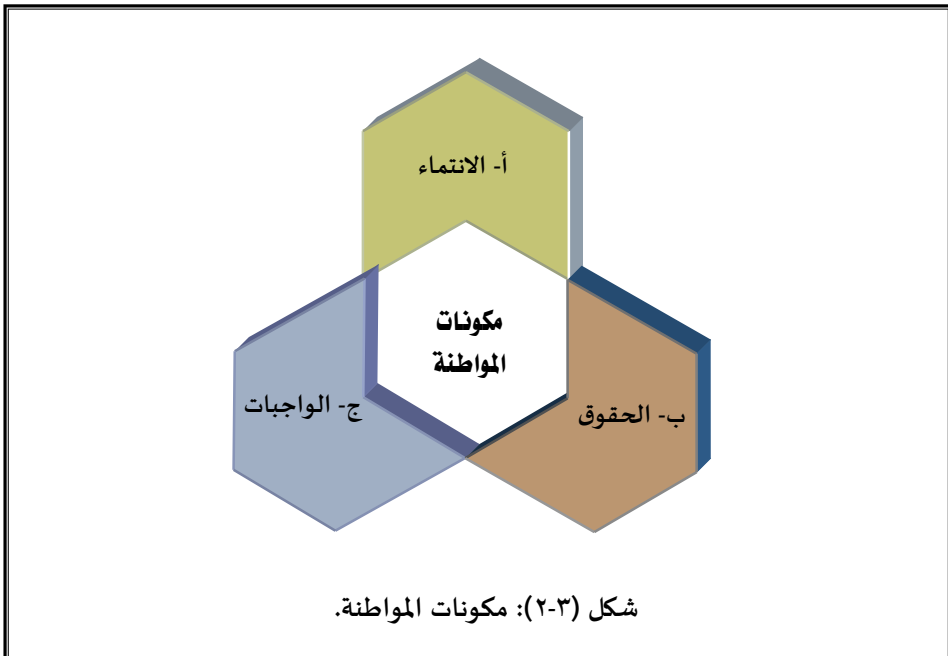 أ- الانتماء
مكونات
المواطنة
ب- الحقوق
ج- الواجبات
شكل (٣-٢): مكونات المواطنة.